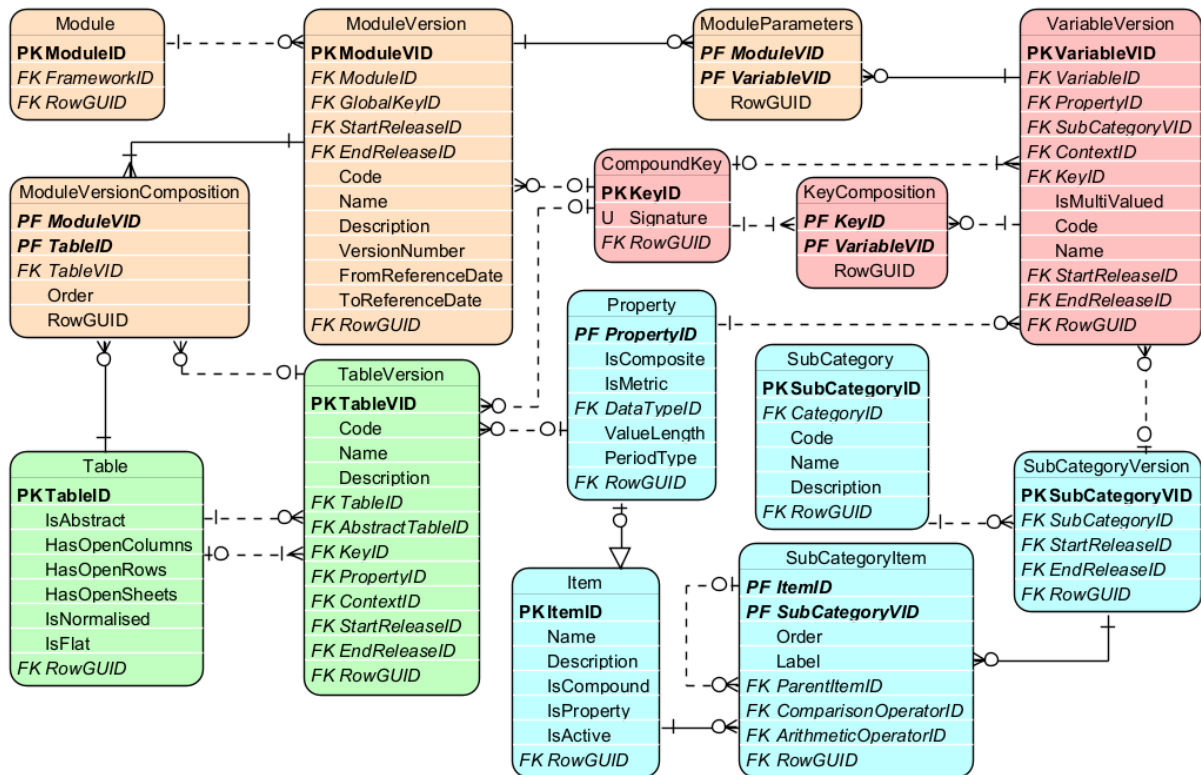 Module
PK ModuleID
FK FrameworkID
FK RowGUID
ModuleVersion
PK ModuleVID
FK ModuleID
FK GlobalKeyID
FK StartReleaseID
FK EndReleaseID
Code
Name
Description
VersionNumber
FromReferenceDate
ToReferenceDate
FK RowGUID
ModuleParameters
PF ModuleVID
PF VariableVID
RowGUID
VariableVersion
PK VariableVID
FK VariableID
FK PropertyID
FK SubCategoryVID
FK ContextID
FK KeyID
IsMultiValued
Code
Name
FK StartReleaseID
FK EndReleaseID
FK RowGUID
ModuleVersionComposition
PF ModuleVID
PF TableID
FK TableVID
Order
RowGUID
CompoundKey
PK KeyID
U Signature
FK RowGUID
KeyComposition
PF KeyID
PF VariableVID
RowGUID
Property
PF PropertyID
IsComposite
IsMetric
FK DataTypeID
ValueLength
PeriodType
FK RowGUID
SubCategory
PK SubCategoryID
FK CategoryID
Code
Name
Description
FK RowGUID
TableVersion
PK TableVID
Code
Name
Description
FK TableID
FK AbstractTableID
FK KeyID
FK PropertyID
FK ContextID
FK StartReleaseID
FK EndReleaseID
FK RowGUID
Table
PK TableID
IsAbstract
HasOpenColumns
HasOpenRows
HasOpenSheets
IsNormalised
IsFlat
FK RowGUID
SubCategoryVersion
PK SubCategoryVID
FK SubCategoryID
FK StartReleaseID
FK EndReleaseID
FK RowGUID
Item
PK ItemID
Name
Description
IsCompound
IsProperty
IsActive
FK RowGUID
SubCategoryItem
PF ItemID
PF SubCategoryVID
Order
Label
FK ParentItemID
FK ComparisonOperatorID
FK ArithmeticOperatorID
FK RowGUID